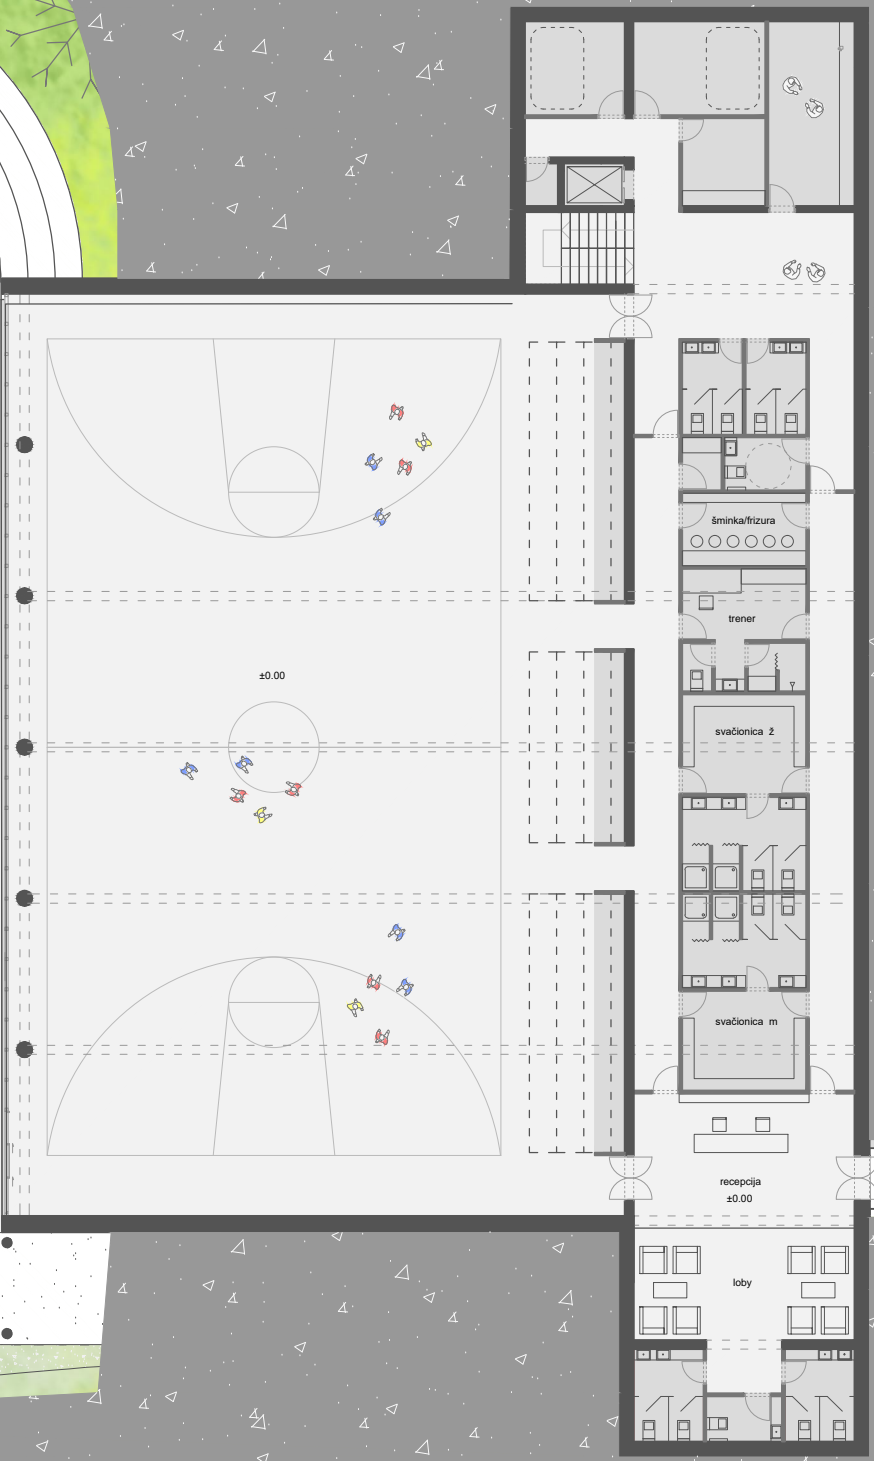 šminka/frizura
trener
±0.00
svačionica ž
svačionica m
recepcija
±0.00
loby